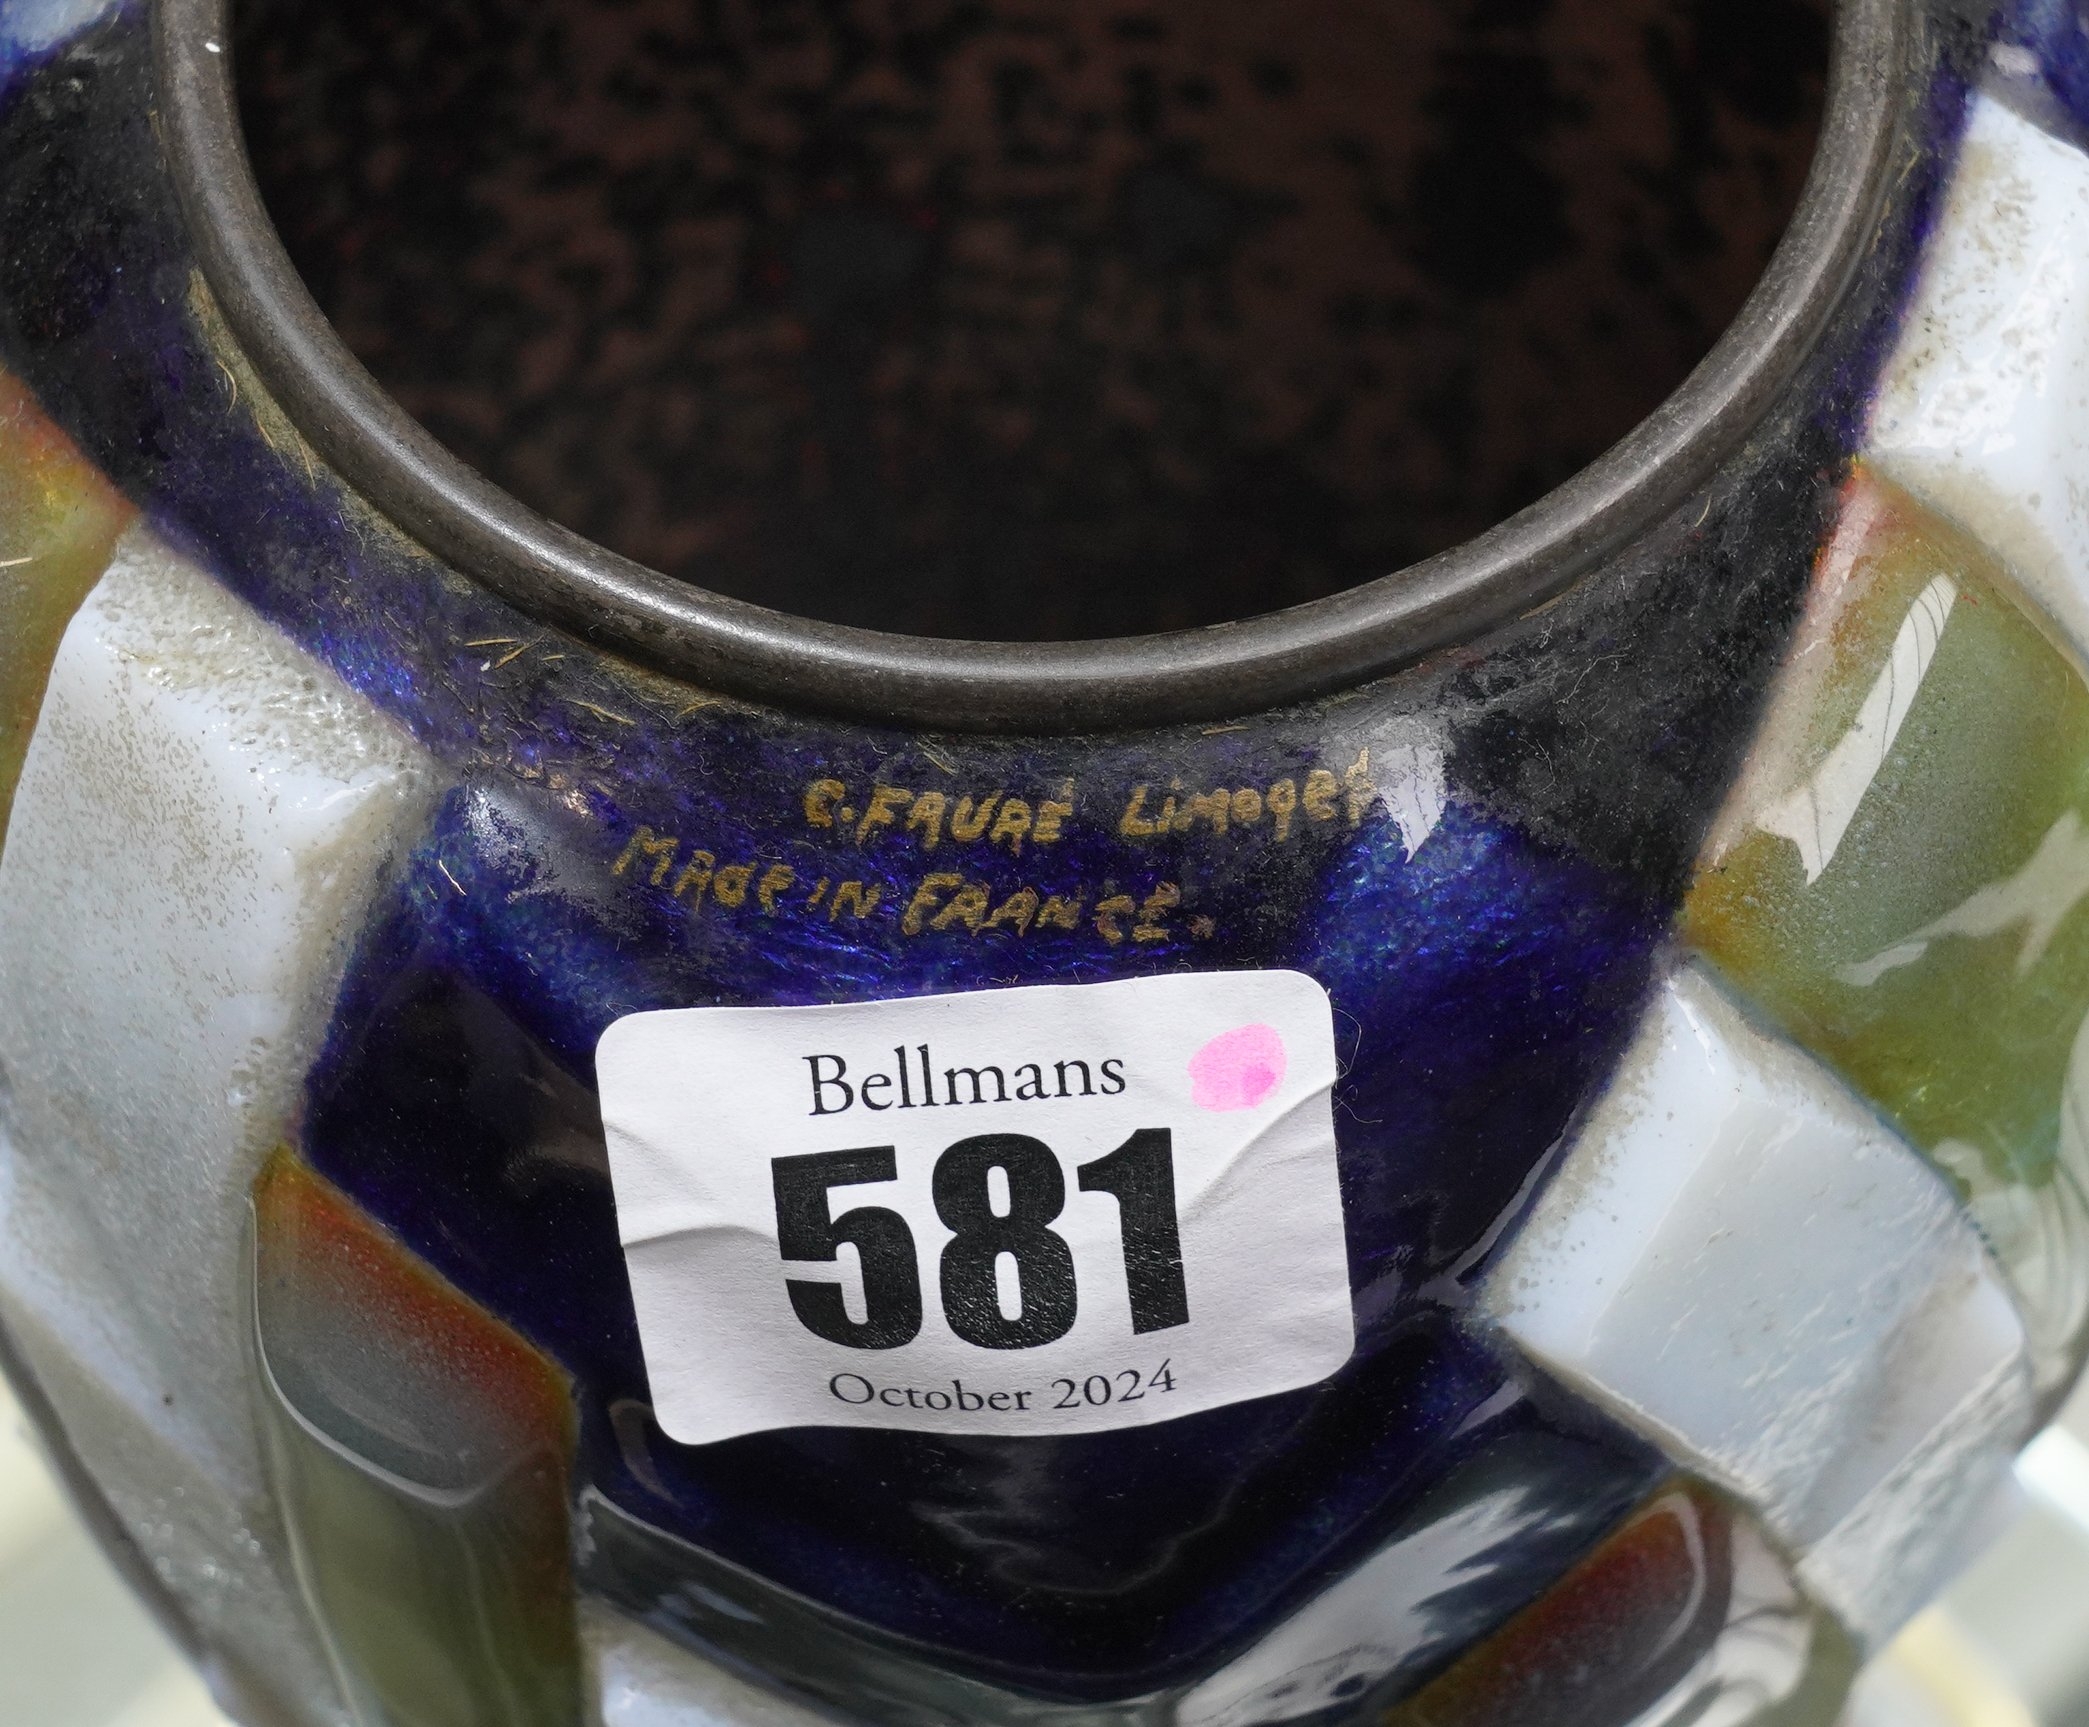 C. FAURÉ LIMOGES
MADE IN FRANCE.
Bellmans
581
October 2024